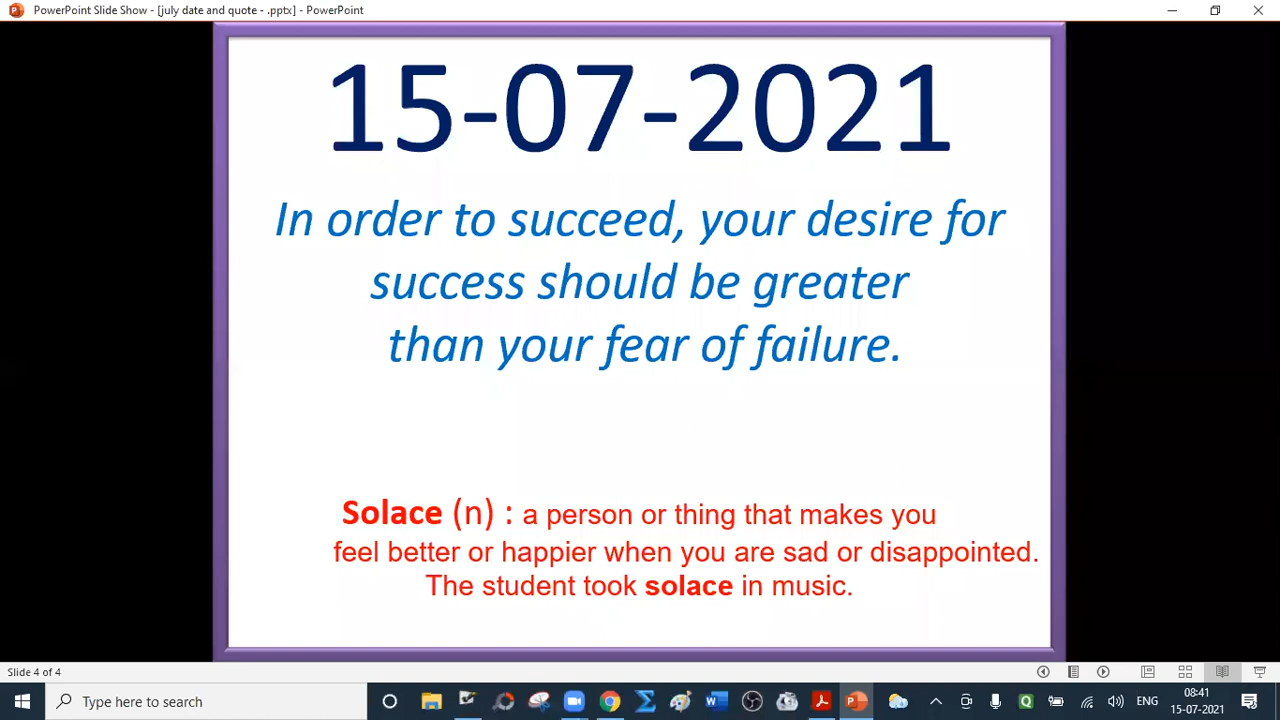 PowerPoint Slide Show - [july date and quote - .pptx] - PowerPoint
15-07-2021
In order to succeed, your desire for
success should be greater
than your fear of failure.
Solace (n) : a person or thing that makes you
feel better or happier when you are sad or disappointed.
The student took solace in music.
Slide 4 of 4
Type here to search
ENG
08:41
15-07-2021